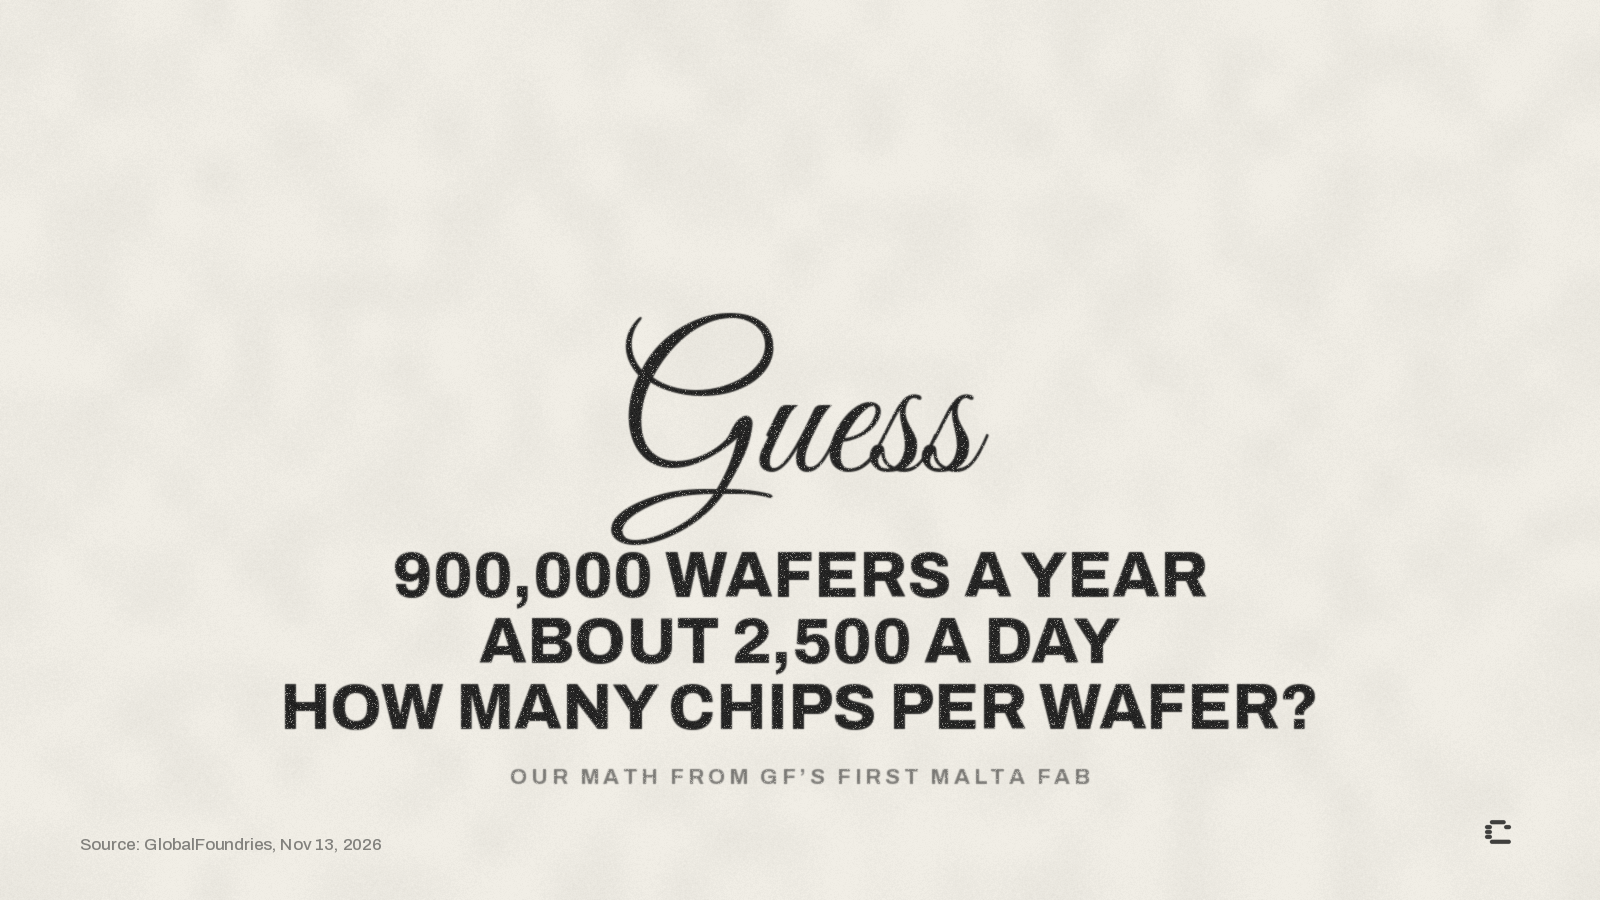 Guess
900,000 WAFERS A YEAR
ABOUT 2,500 A DAY
HOW MANY CHIPS PER WAFER?
OUR MATH FROM GF’S FIRST MALTA FAB
Source: GlobalFoundries, Nov 13, 2026